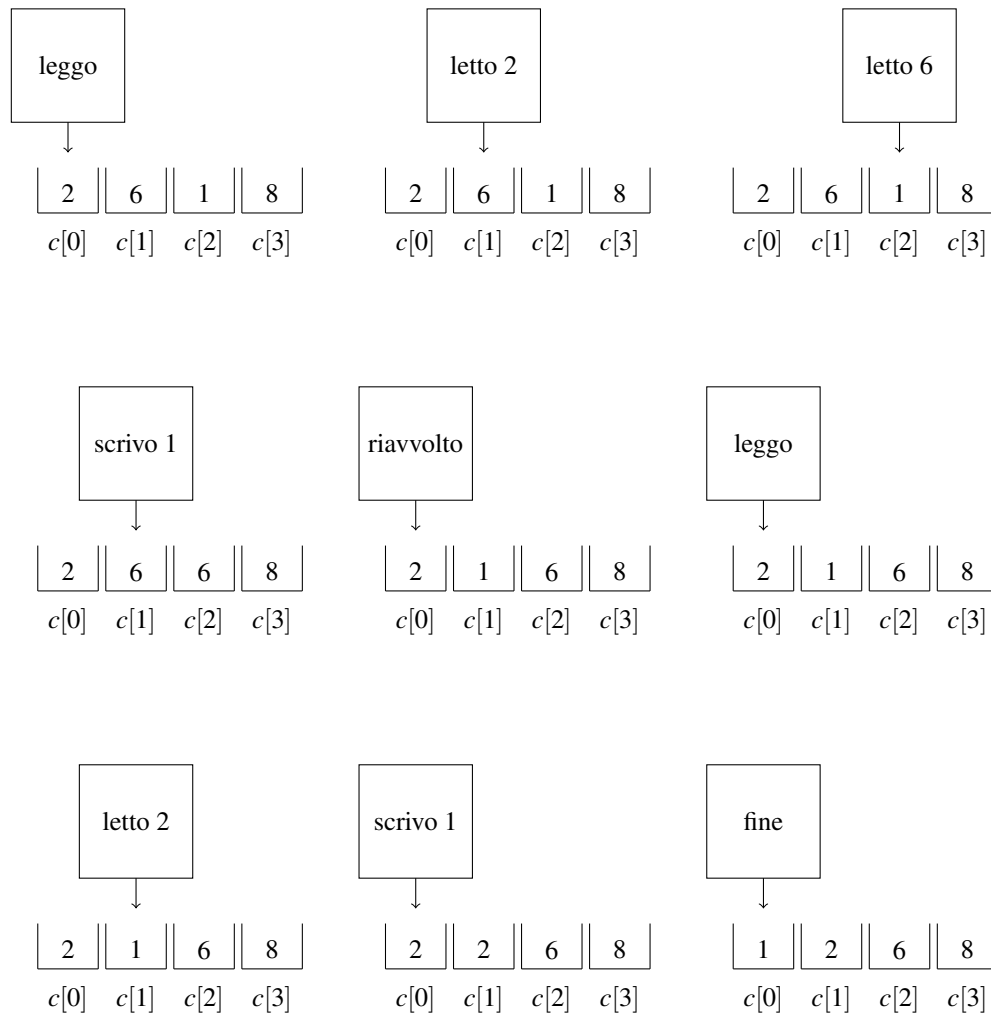 leggo letto 2 letto 6
2 6 1 8 2 6 1 8 2 6 1 8
c[0] c[1] c[2] c[3] c[0] c[1] c[2] c[3] c[0] c[1] c[2] c[3]
scrivo 1 riavvolto leggo
2 6 6 8 2 1 6 8 2 1 6 8
c[0] c[1] c[2] c[3] c[0] c[1] c[2] c[3] c[0] c[1] c[2] c[3]
letto 2 scrivo 1 fine
2 1 6 8 2 2 6 8 1 2 6 8
c[0] c[1] c[2] c[3] c[0] c[1] c[2] c[3] c[0] c[1] c[2] c[3]